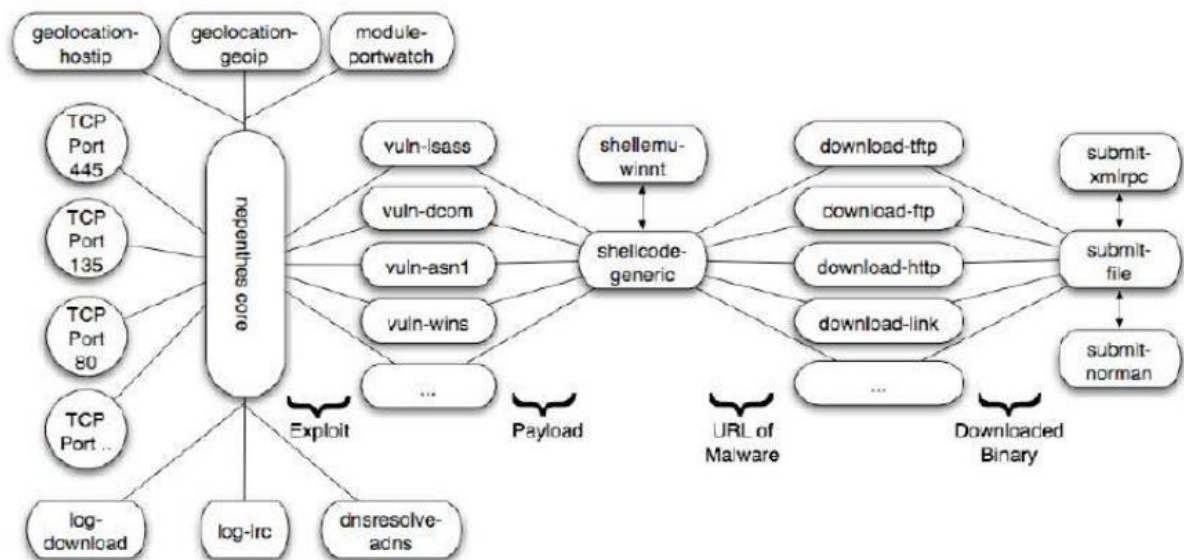 geolocation-
hostip
geolocation-
geoip
module-
portwatch
TCP
Port
445
TCP
Port
135
TCP
Port
80
TCP
Port ..
nepenthes core
vuln-lsass
vuln-dcom
vuln-asn1
vuln-wins
...
shellemu-
winnt
shellcode-
generic
download-tftp
download-ftp
download-http
download-link
...
submit-
xmlrpc
submit-
file
submit-
norman
Exploit
Payload
URL of
Malware
Downloaded
Binary
log-
download
log-irc
dnsresolve-
adns